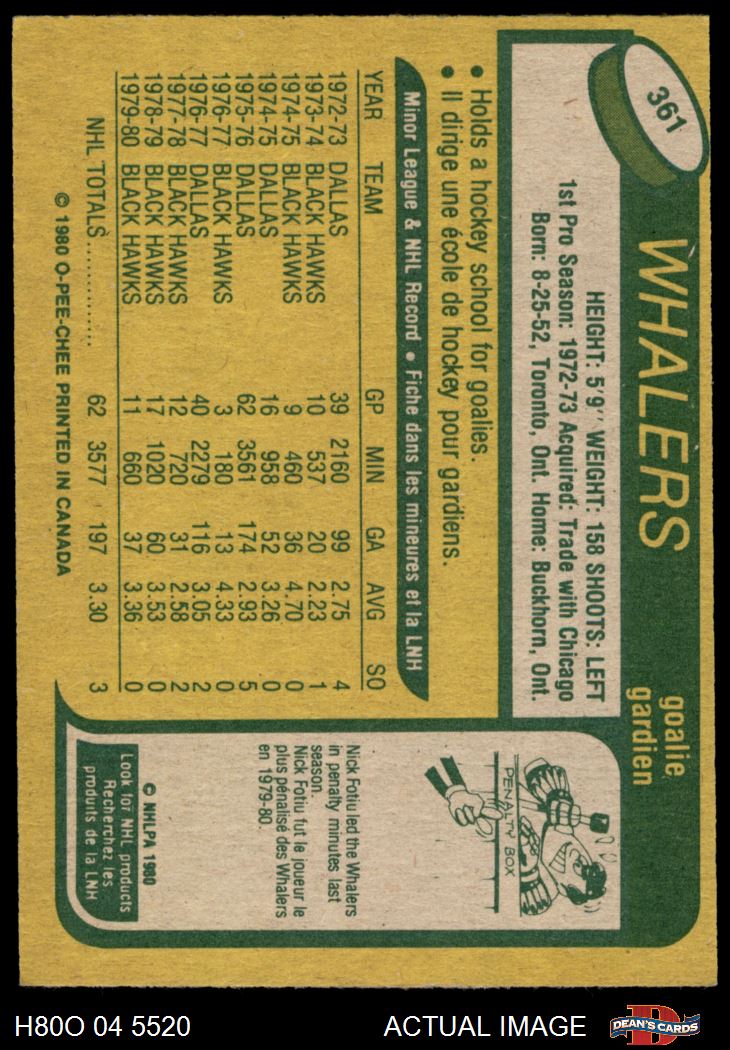 361
WHALERS
goalie
gardien
HEIGHT: 5'9" WEIGHT: 158 SHOOTS: LEFT
1st Pro Season: 1972-73 Acquired: Trade with Chicago
Born: 8-25-52, Toronto, Ont. Home: Buckhorn, Ont.
• Holds a hockey school for goalies.
• Il dirige une école de hockey pour gardiens.
Minor League & NHL Record • Fiche dans les mineures et la LNH
YEAR TEAM GP MIN GA AVG SO
1972-73 DALLAS 39 2160 99 2.75 4
1973-74 BLACK HAWKS 10 537 20 2.23 1
1974-75 BLACK HAWKS 9 460 36 4.70 0
1974-75 DALLAS 16 958 52 3.26 0
1975-76 DALLAS 62 3561 174 2.93 5
1976-77 BLACK HAWKS 3 180 13 4.33 0
1976-77 DALLAS 40 2279 116 3.05 2
1977-78 BLACK HAWKS 12 720 31 2.58 2
1978-79 BLACK HAWKS 17 1020 60 3.53 0
1979-80 BLACK HAWKS 11 660 37 3.36 0
NHL TOTALS ................ 62 3577 197 3.30 3
© 1980 O-PEE-CHEE PRINTED IN CANADA
PENALTY BOX
Nick Fotiu led the Whalers
in penalty minutes last
season.
Nick Fotiu fut le joueur le
plus pénalisé des Whalers
en 1979-80.
© NHLPA 1980
Look for NHL products
Recherchez les
produits de la LNH
H80O 04 5520
ACTUAL IMAGE
DEAN'S CARDS